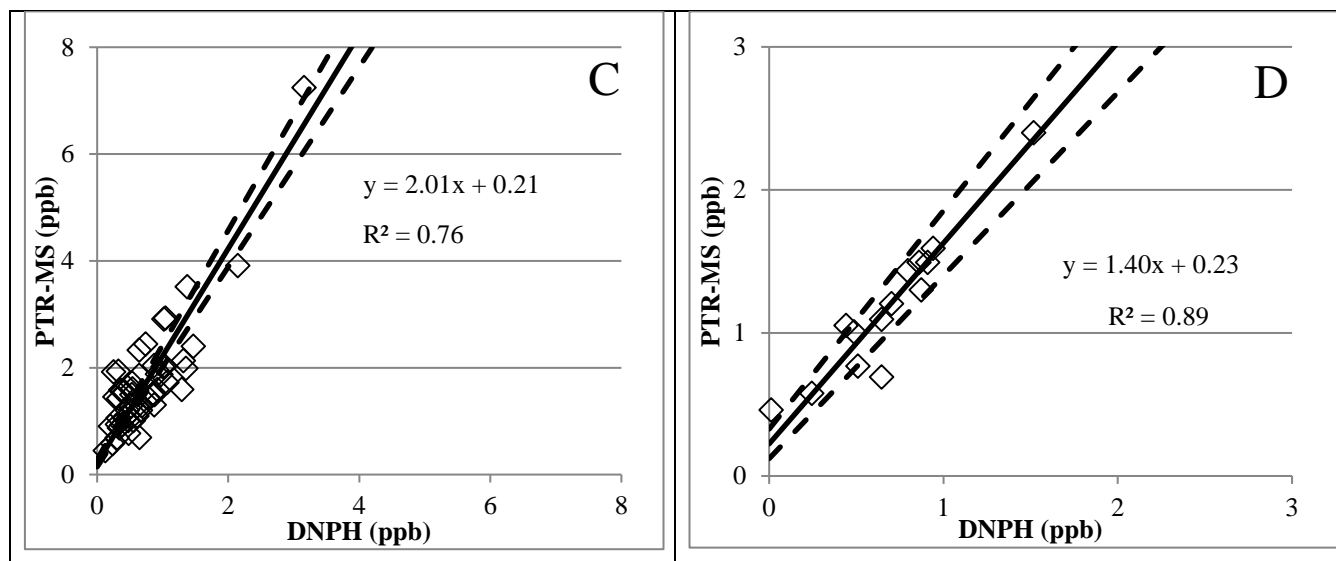 C
8
6
4
2
0
PTR-MS (ppb)
y = 2.01x + 0.21
R² = 0.76
0 2 4 6 8
DNPH (ppb)
D
3
2
1
0
PTR-MS (ppb)
y = 1.40x + 0.23
R² = 0.89
0 1 2 3
DNPH (ppb)